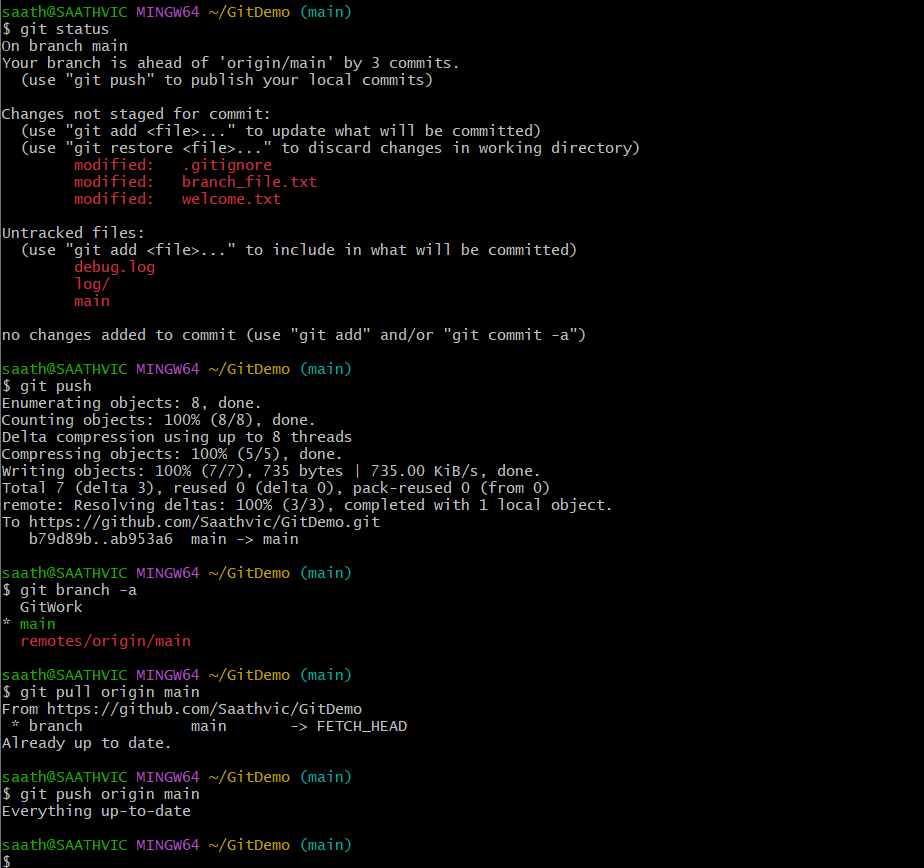 saath@SAATHVIC MINGW64 ~/GitDemo (main)
$ git status
On branch main
Your branch is ahead of 'origin/main' by 3 commits.
  (use "git push" to publish your local commits)

Changes not staged for commit:
  (use "git add <file>..." to update what will be committed)
  (use "git restore <file>..." to discard changes in working directory)
        modified:   .gitignore
        modified:   branch_file.txt
        modified:   welcome.txt

Untracked files:
  (use "git add <file>..." to include in what will be committed)
        debug.log
        log/
        main

no changes added to commit (use "git add" and/or "git commit -a")

saath@SAATHVIC MINGW64 ~/GitDemo (main)
$ git push
Enumerating objects: 8, done.
Counting objects: 100% (8/8), done.
Delta compression using up to 8 threads
Compressing objects: 100% (5/5), done.
Writing objects: 100% (7/7), 735 bytes | 735.00 KiB/s, done.
Total 7 (delta 3), reused 0 (delta 0), pack-reused 0 (from 0)
remote: Resolving deltas: 100% (3/3), completed with 1 local object.
To https://github.com/Saathvic/GitDemo.git
   b79d89b..ab953a6  main -> main

saath@SAATHVIC MINGW64 ~/GitDemo (main)
$ git branch -a
  GitWork
* main
  remotes/origin/main

saath@SAATHVIC MINGW64 ~/GitDemo (main)
$ git pull origin main
From https://github.com/Saathvic/GitDemo
 * branch            main       -> FETCH_HEAD
Already up to date.

saath@SAATHVIC MINGW64 ~/GitDemo (main)
$ git push origin main
Everything up-to-date

saath@SAATHVIC MINGW64 ~/GitDemo (main)
$